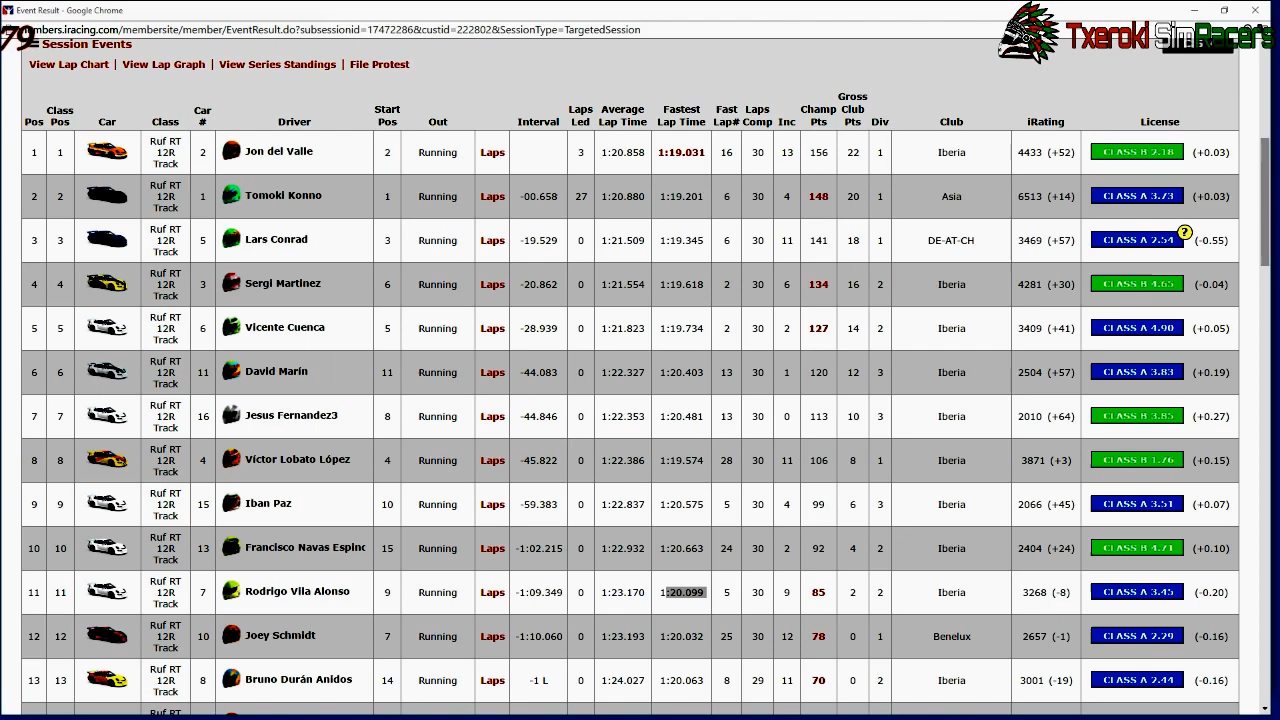 Event Result - Google Chrome
members.iracing.com/membersite/member/EventResult.do?subsessionid=17472286&custid=222802&SessionType=TargetedSession
79
Txeroki SimRacers
Session Events
View Lap Chart | View Lap Graph | View Series Standings | File Protest
Pos Class Pos Car Class Car # Driver Start Pos Out Interval Laps Led Average Lap Time Fastest Lap Time Fast Lap# Laps Comp Inc Champ Pts Gross Club Pts Div Club iRating License
1 1 Ruf RT 12R Track 2 Jon del Valle 2 Running Laps 3 1:20.858 1:19.031 16 30 13 156 22 1 Iberia 4433 (+52) CLASS B 2.18 (+0.03)
2 2 Ruf RT 12R Track 1 Tomoki Konno 1 Running Laps -00.658 27 1:20.880 1:19.201 6 30 4 148 20 1 Asia 6513 (+14) CLASS A 3.73 (+0.03)
3 3 Ruf RT 12R Track 5 Lars Conrad 3 Running Laps -19.529 0 1:21.509 1:19.345 6 30 11 141 18 1 DE-AT-CH 3469 (+57) CLASS A 2.54 ? (-0.55)
4 4 Ruf RT 12R Track 3 Sergi Martinez 6 Running Laps -20.862 0 1:21.554 1:19.618 2 30 6 134 16 2 Iberia 4281 (+30) CLASS B 4.65 (-0.04)
5 5 Ruf RT 12R Track 6 Vicente Cuenca 5 Running Laps -28.939 0 1:21.823 1:19.734 2 30 2 127 14 2 Iberia 3409 (+41) CLASS A 4.90 (+0.05)
6 6 Ruf RT 12R Track 11 David Marín 11 Running Laps -44.083 0 1:22.327 1:20.403 13 30 1 120 12 3 Iberia 2504 (+57) CLASS A 3.83 (+0.19)
7 7 Ruf RT 12R Track 16 Jesus Fernandez3 8 Running Laps -44.846 0 1:22.353 1:20.481 13 30 0 113 10 3 Iberia 2010 (+64) CLASS B 3.85 (+0.27)
8 8 Ruf RT 12R Track 4 Víctor Lobato López 4 Running Laps -45.822 0 1:22.386 1:19.574 28 30 11 106 8 1 Iberia 3871 (+3) CLASS B 1.76 (+0.15)
9 9 Ruf RT 12R Track 15 Iban Paz 10 Running Laps -59.383 0 1:22.837 1:20.575 5 30 4 99 6 3 Iberia 2066 (+45) CLASS A 3.51 (+0.07)
10 10 Ruf RT 12R Track 13 Francisco Navas Espino 15 Running Laps -1:02.215 0 1:22.932 1:20.663 24 30 2 92 4 2 Iberia 2404 (+24) CLASS B 4.71 (+0.10)
11 11 Ruf RT 12R Track 7 Rodrigo Vila Alonso 9 Running Laps -1:09.349 0 1:23.170 1:20.099 5 30 9 85 2 2 Iberia 3268 (-8) CLASS A 3.45 (-0.20)
12 12 Ruf RT 12R Track 10 Joey Schmidt 7 Running Laps -1:10.060 0 1:23.193 1:20.032 25 30 12 78 0 1 Benelux 2657 (-1) CLASS A 2.29 (-0.16)
13 13 Ruf RT 12R Track 8 Bruno Durán Anidos 14 Running Laps -1 L 0 1:24.027 1:20.063 8 29 11 70 0 2 Iberia 3001 (-19) CLASS A 2.44 (-0.16)
Ruf RT